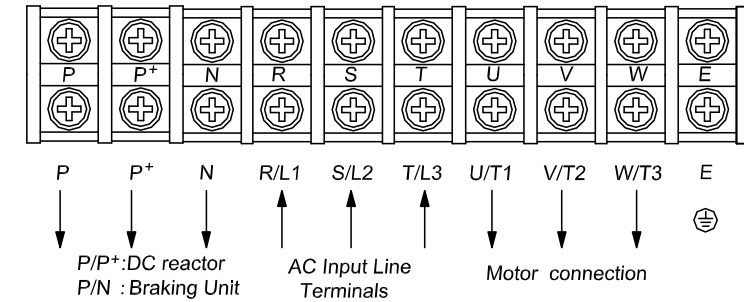 P P⁺ N R S T U V W E
P P⁺ N R/L1 S/L2 T/L3 U/T1 V/T2 W/T3 E
P/P⁺:DC reactor
P/N : Braking Unit
AC Input Line
Terminals
Motor connection